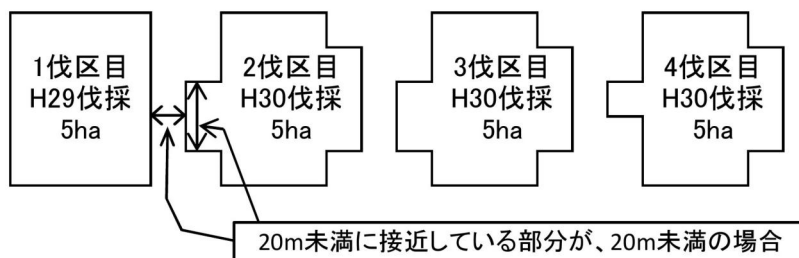 1伐区目
H29伐採
5ha
2伐区目
H30伐採
5ha
3伐区目
H30伐採
5ha
4伐区目
H30伐採
5ha
20m未満に接近している部分が、20m未満の場合